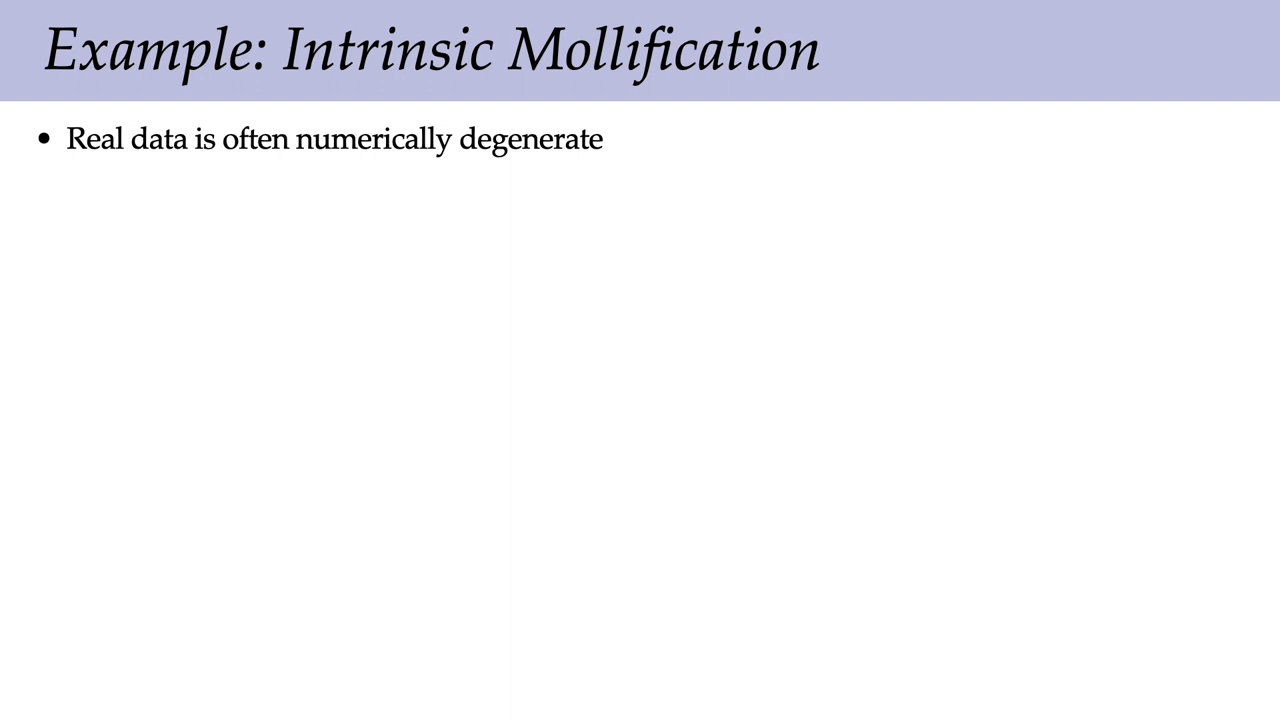 Example: Intrinsic Mollification
• Real data is often numerically degenerate